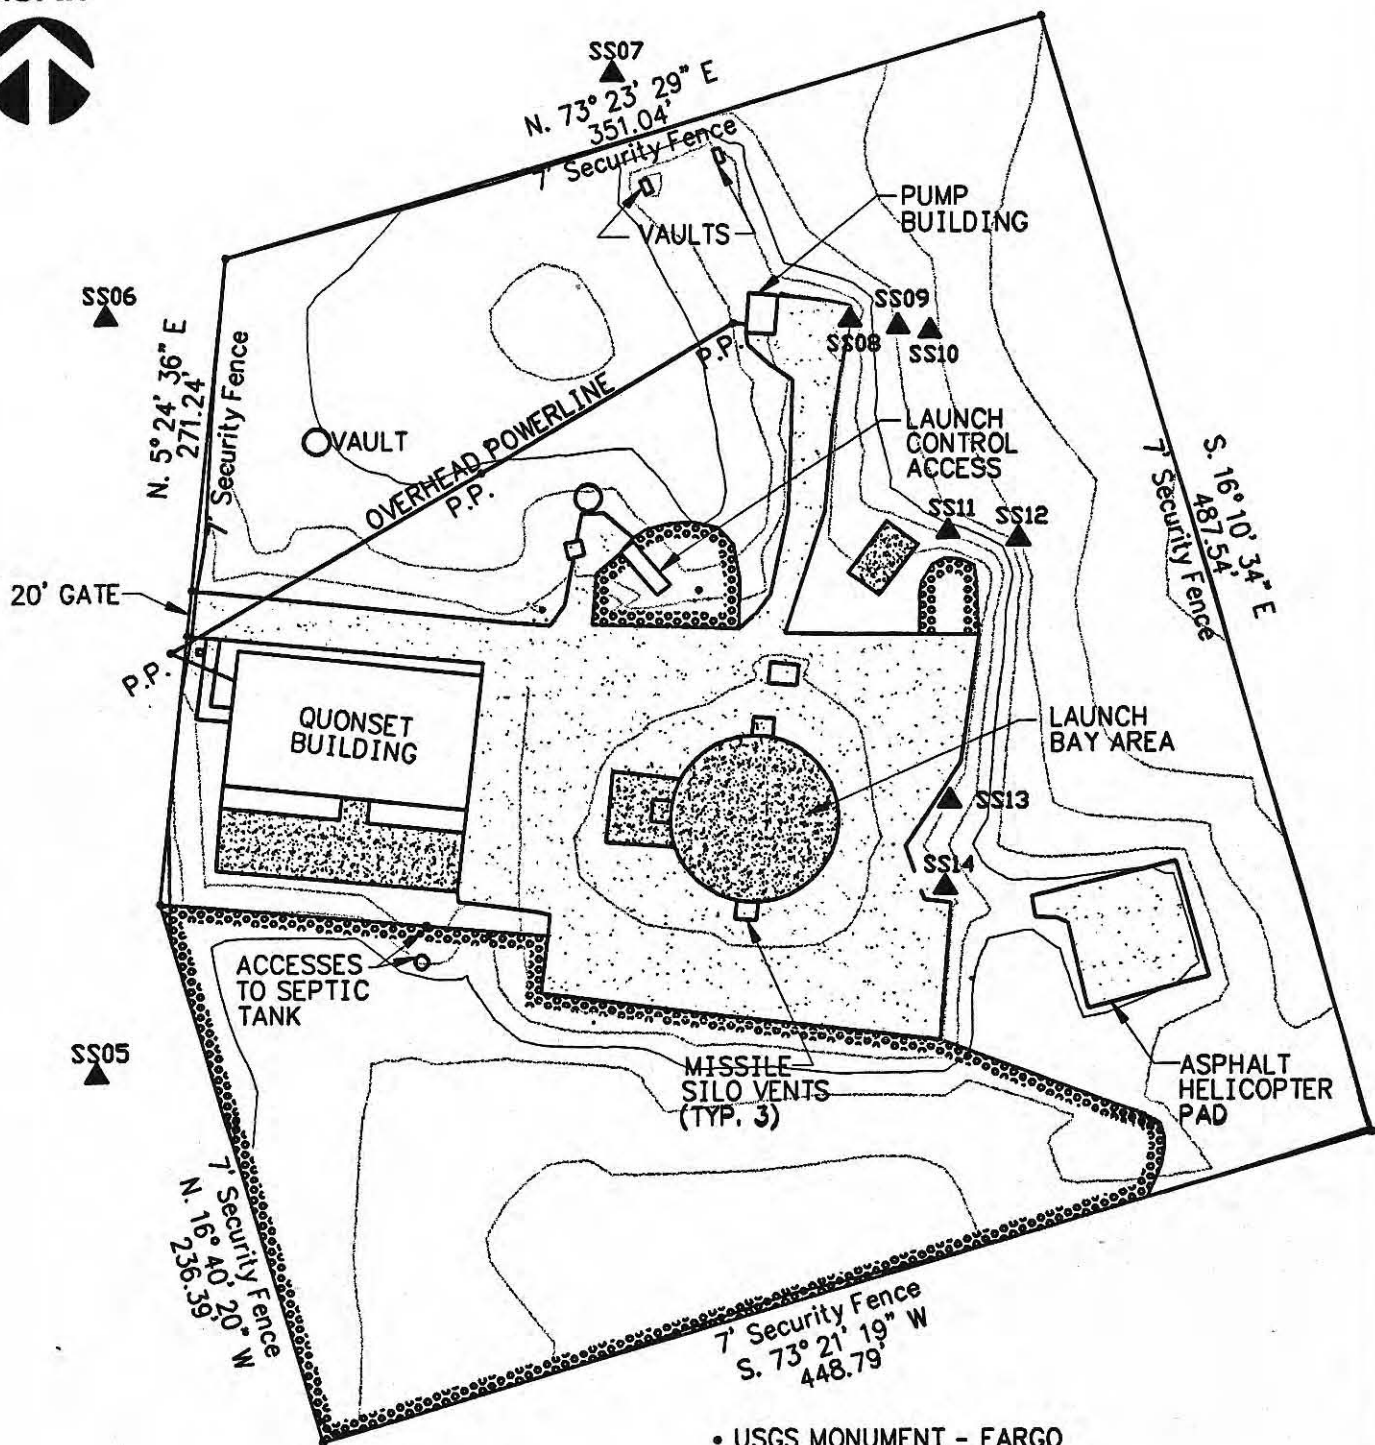 SS07
N. 73° 23' 29" E
351.04'
7' Security Fence
PUMP
BUILDING
VAULTS
SS06
SS09
SS08
SS10
P.P.
N. 5° 24' 36" E
271.24'
7' Security Fence
VAULT
OVERHEAD POWERLINE
P.P.
LAUNCH
CONTROL
ACCESS
S. 16° 10' 34" E
487.54'
7' Security Fence
SS11
SS12
20' GATE
P.P.
QUONSET
BUILDING
LAUNCH
BAY AREA
SS13
SS14
ACCESSES
TO SEPTIC
TANK
SS05
MISSILE
SILO VENTS
(TYP. 3)
ASPHALT
HELICOPTER
PAD
7' Security Fence
N. 16° 40' 20" W
236.39'
7' Security Fence
S. 73° 21' 19" W
448.79'
• USGS MONUMENT - FARGO